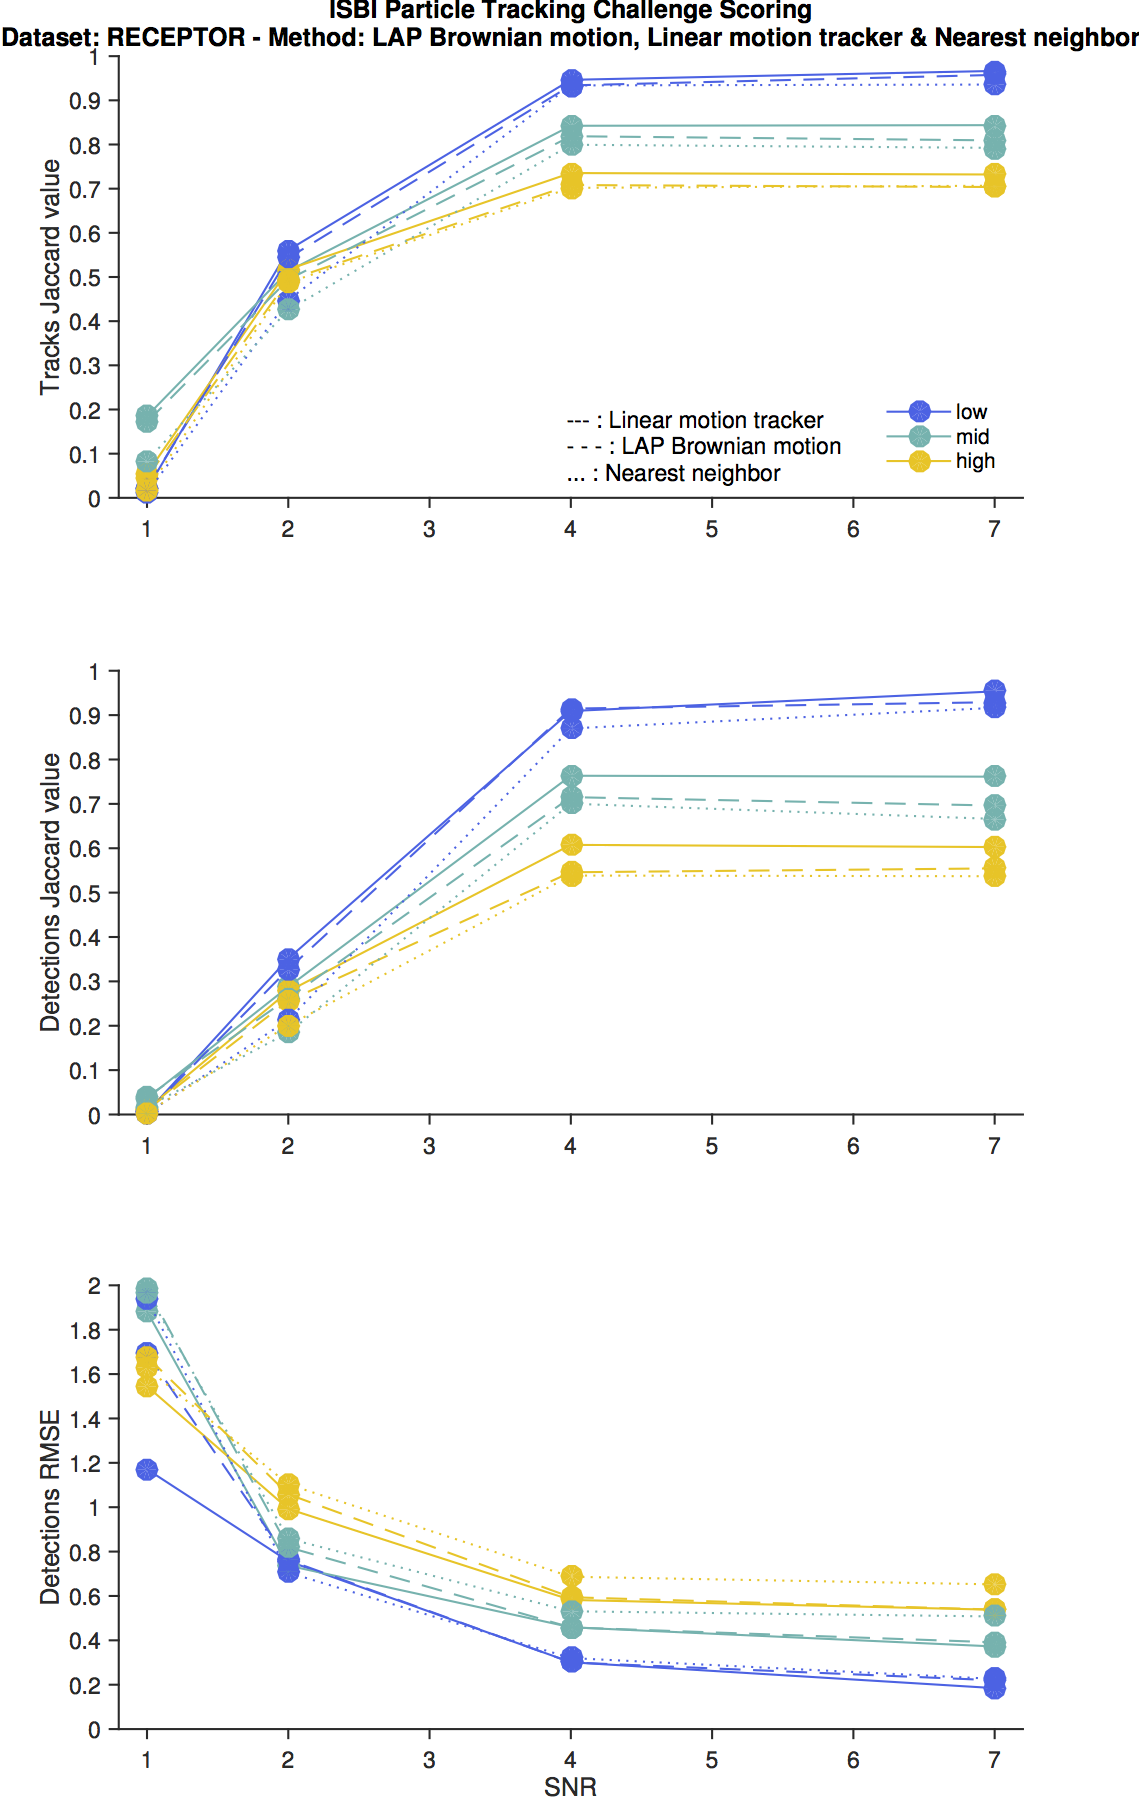 ISBI Particle Tracking Challenge Scoring
Dataset: RECEPTOR - Method: LAP Brownian motion, Linear motion tracker & Nearest neighbor
Tracks Jaccard value
1
0.9
0.8
0.7
0.6
0.5
0.4
0.3
0.2
0.1
0
--- : Linear motion tracker
- - - : LAP Brownian motion
... : Nearest neighbor
low
mid
high
1 2 3 4 5 6 7
Detections Jaccard value
1
0.9
0.8
0.7
0.6
0.5
0.4
0.3
0.2
0.1
0
1 2 3 4 5 6 7
Detections RMSE
2
1.8
1.6
1.4
1.2
1
0.8
0.6
0.4
0.2
0
1 2 3 4 5 6 7
SNR